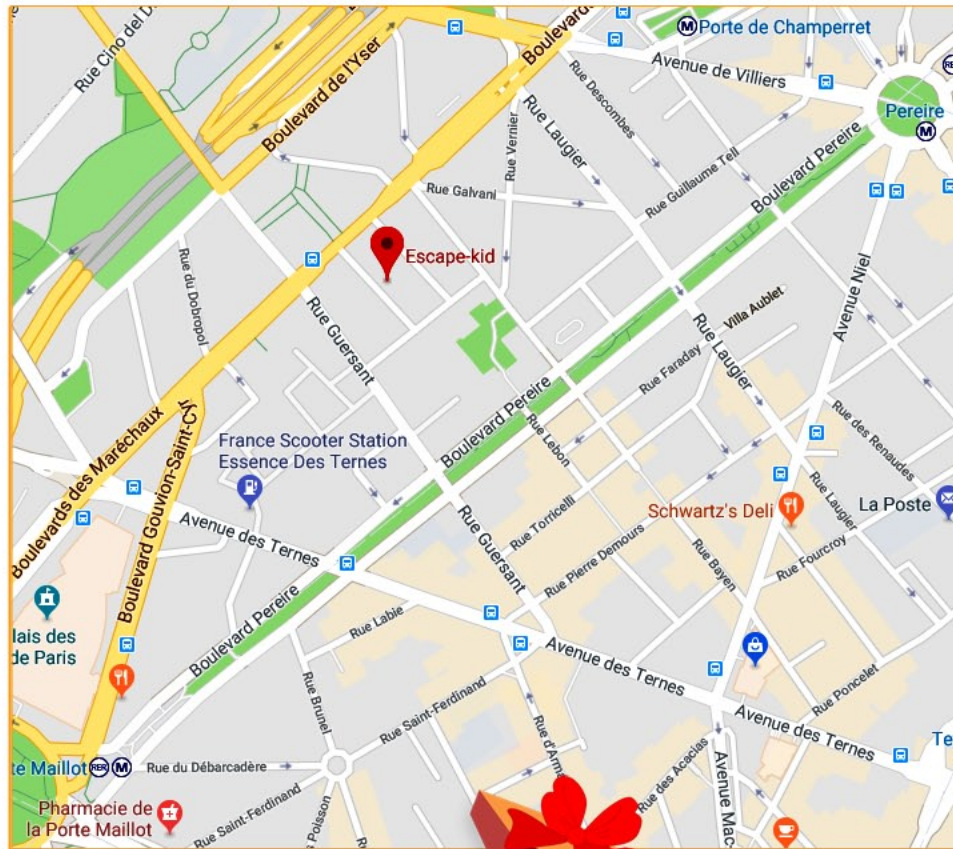 Rue Cino del D
Boulevard de l'Yser
Boulevard
Porte de Champerret
Avenue de Villiers
Rue Descombes
Rue Vernier
Rue Laugier
Pereire
Boulevard Pereire
Rue Guillaume Tell
Rue Galvani
Escape-kid
Rue du Dobropol
Rue Guersant
Villa Aublet
Avenue Niel
Rue Laugier
Rue Faraday
Boulevard Pereire
Rue Lebon
Rue des Renaudes
Boulevards des Maréchaux
Boulevard Gouvion-Saint-Cyr
France Scooter Station
Essence Des Ternes
Rue Laugier
La Poste
Schwartz's Deli
Rue Torricelli
Avenue des Ternes
Rue Guersant
Rue Pierre Demours
Rue Bayen
Rue Fourcroy
lais des
de Paris
Boulevard Pereire
Rue Labie
Avenue des Ternes
Rue Poncelet
Rue Brunel
Rue Saint-Ferdinand
Rue d'Arma
Avenue des Ternes
Te
te Maillot
RER
M
Rue du Débarcadère
Rue des Acacias
Avenue Mac-
Pharmacie de
la Porte Maillot
Rue Saint-Ferdinand
Poisson